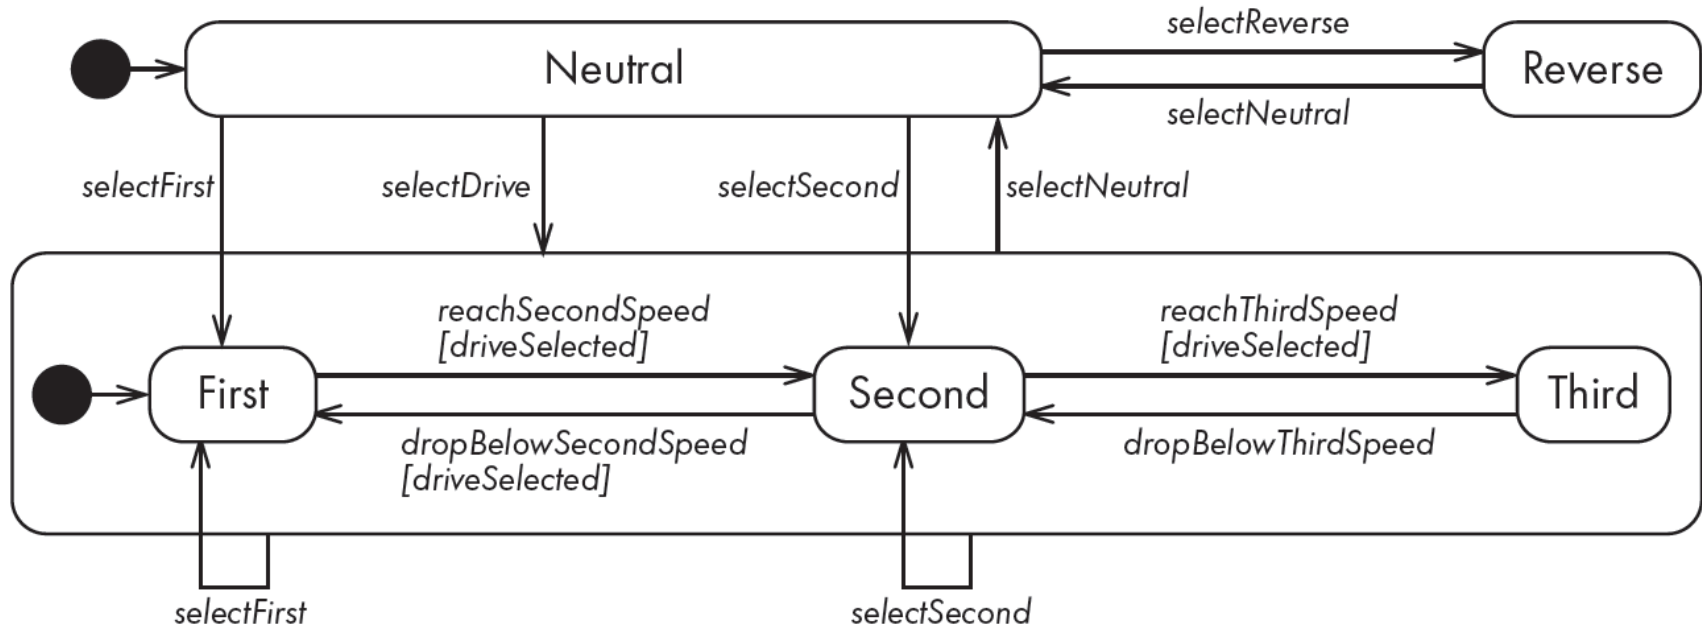 selectReverse
Neutral
Reverse
selectNeutral
selectFirst
selectDrive
selectSecond
selectNeutral
reachSecondSpeed
[driveSelected]
reachThirdSpeed
[driveSelected]
First
Second
Third
dropBelowSecondSpeed
[driveSelected]
dropBelowThirdSpeed
selectFirst
selectSecond